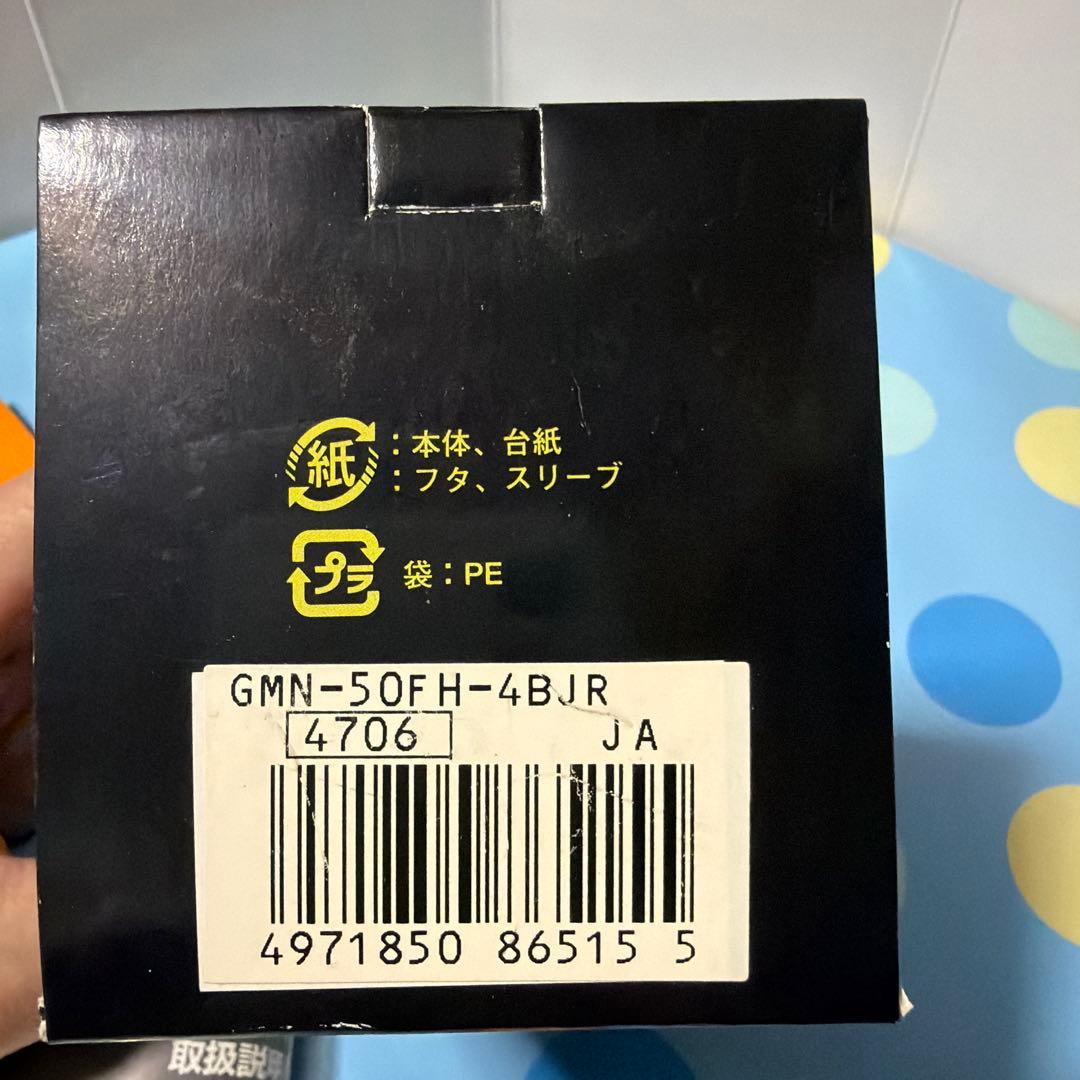 紙：本体、台紙
：フタ、スリーブ
プラ 袋：PE
GMN-50FH-4BJR
4706 JA
4971850 86515 5
取扱説明